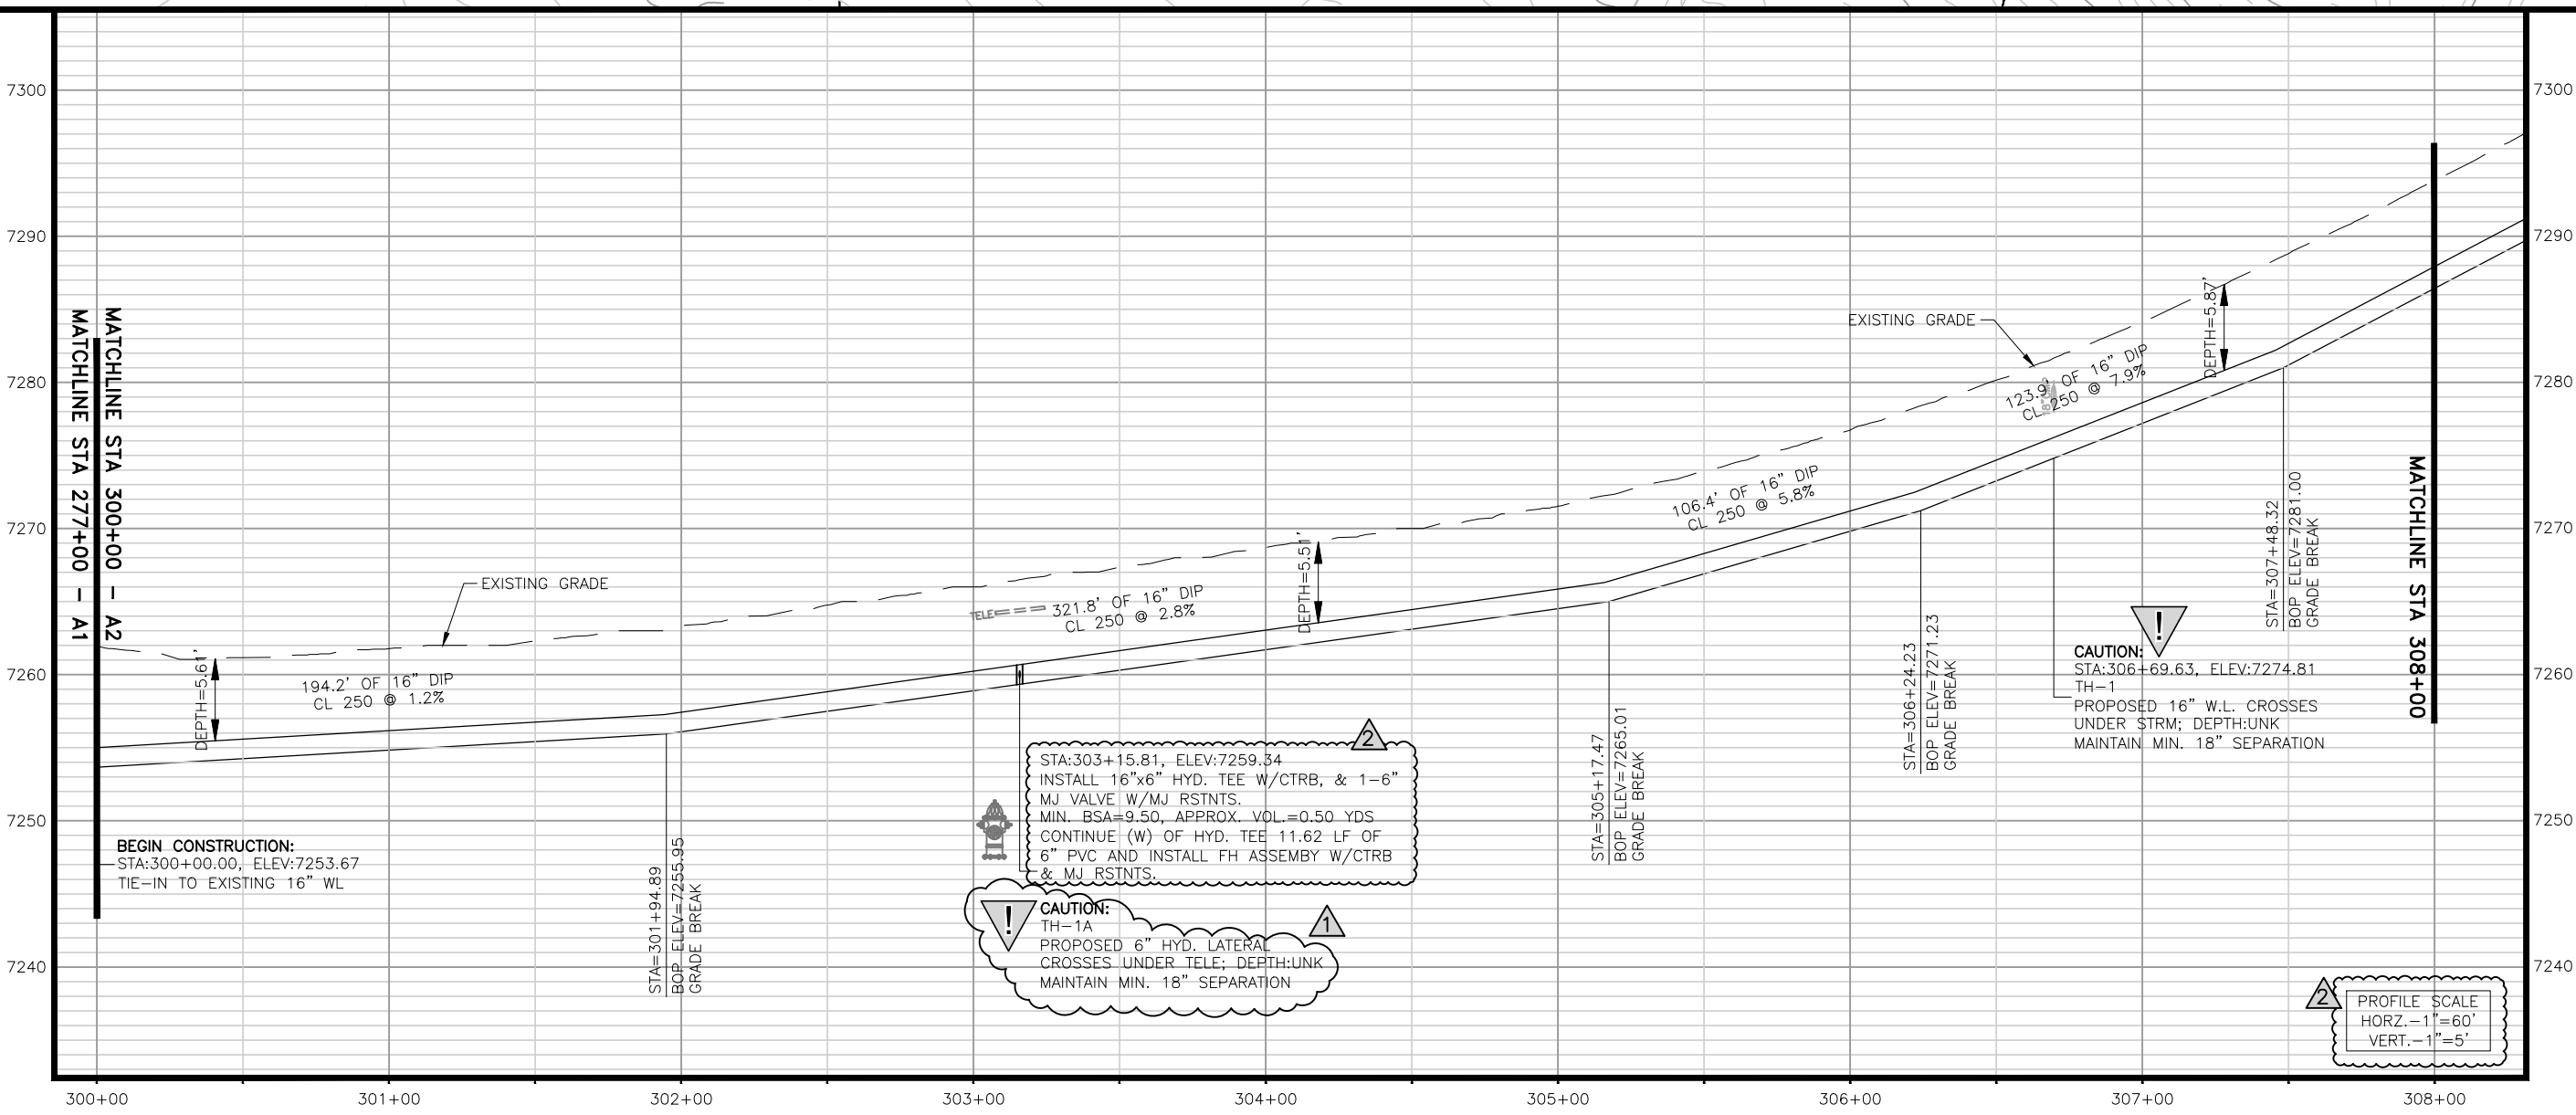 7300
7290
7280
7270
7260
7250
7240
7300
7290
7280
7270
7260
7250
7240
MATCHLINE STA 277+00 - A1
MATCHLINE STA 300+00 - A2
DEPTH=5.61'
EXISTING GRADE
194.2' OF 16" DIP
CL 250 @ 1.2%
BEGIN CONSTRUCTION:
STA:300+00.00, ELEV:7253.67
TIE-IN TO EXISTING 16" WL
STA=301+94.89
BOP ELEV=7255.95
GRADE BREAK
TELE
321.8' OF 16" DIP
CL 250 @ 2.8%
DEPTH=5.51'
2
STA:303+15.81, ELEV:7259.34
INSTALL 16"x6" HYD. TEE W/CTRB, & 1-6"
MJ VALVE W/MJ RSTNTS.
MIN. BSA=9.50, APPROX. VOL.=0.50 YDS
CONTINUE (W) OF HYD. TEE 11.62 LF OF
6" PVC AND INSTALL FH ASSEMBY W/CTRB
& MJ RSTNTS.
!
CAUTION:
TH-1A
PROPOSED 6" HYD. LATERAL
CROSSES UNDER TELE; DEPTH:UNK
MAINTAIN MIN. 18" SEPARATION
1
STA=305+17.47
BOP ELEV=7265.01
GRADE BREAK
106.4' OF 16" DIP
CL 250 @ 5.8%
EXISTING GRADE
123.9' OF 16" DIP
CL 250 @ 7.9%
DEPTH=5.87'
STA=306+24.23
BOP ELEV=7271.23
GRADE BREAK
!
CAUTION:
STA:306+69.63, ELEV:7274.81
TH-1
PROPOSED 16" W.L. CROSSES
UNDER STRM; DEPTH:UNK
MAINTAIN MIN. 18" SEPARATION
STA=307+48.32
BOP ELEV=7281.00
GRADE BREAK
MATCHLINE STA 308+00
2
PROFILE SCALE
HORZ.-1"=60'
VERT.-1"=5'
300+00
301+00
302+00
303+00
304+00
305+00
306+00
307+00
308+00